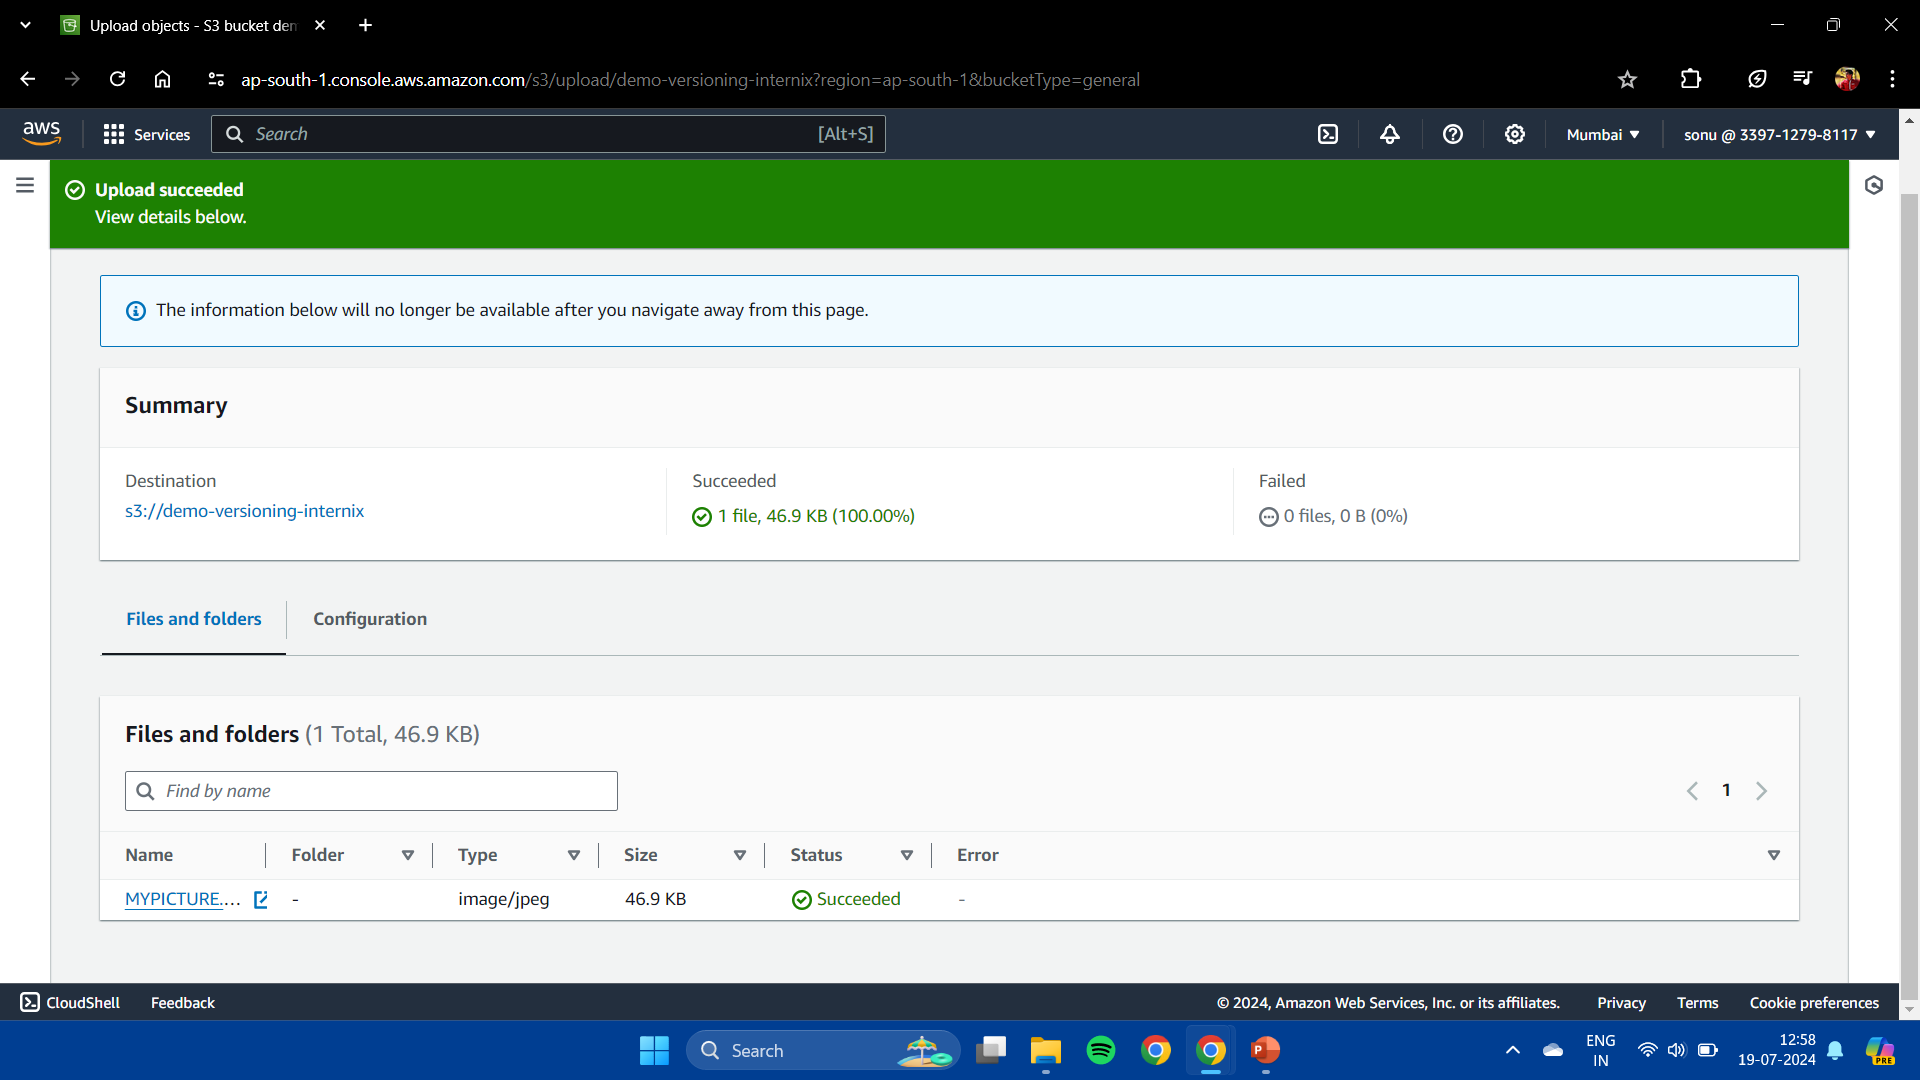 Upload objects - S3 bucket den
ap-south-1.console.aws.amazon.com/s3/upload/demo-versioning-internix?region=ap-south-1&bucketType=general
aws
Services
Search
[Alt+S]
Mumbai
sonu @ 3397-1279-8117
Upload succeeded
View details below.
The information below will no longer be available after you navigate away from this page.
Summary
Destination
Succeeded
Failed
s3://demo-versioning-internix
1 file, 46.9 KB (100.00%)
0 files, 0 B (0%)
Files and folders
Configuration
Files and folders (1 Total, 46.9 KB)
Find by name
1
Name
Folder
Type
Size
Status
Error
MYPICTURE....
-
image/jpeg
46.9 KB
Succeeded
-
CloudShell
Feedback
© 2024, Amazon Web Services, Inc. or its affiliates.
Privacy
Terms
Cookie preferences
Search
P
ENG
IN
12:58
19-07-2024
PRE